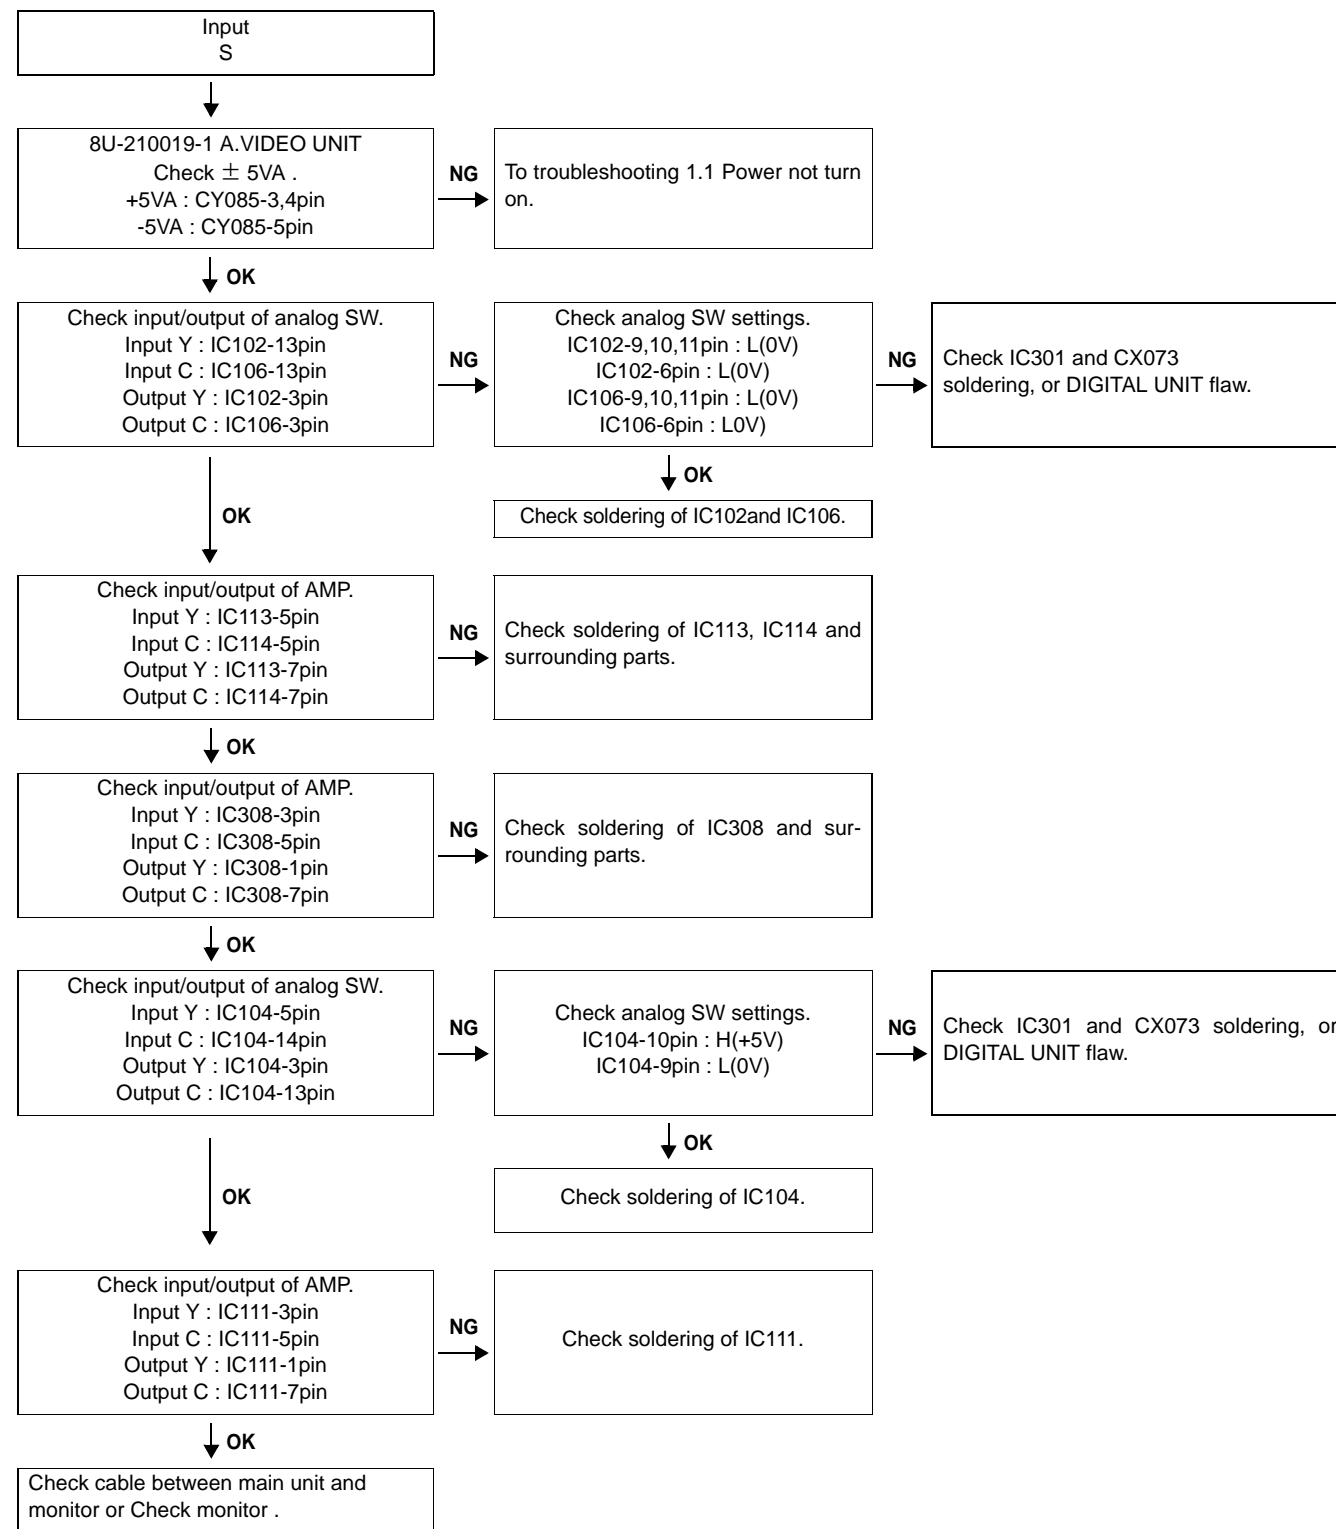 Input
S
8U-210019-1 A.VIDEO UNIT
Check ± 5VA .
+5VA : CY085-3,4pin
-5VA : CY085-5pin
NG
To troubleshooting 1.1 Power not turn
on.
OK
Check input/output of analog SW.
Input Y : IC102-13pin
Input C : IC106-13pin
Output Y : IC102-3pin
Output C : IC106-3pin
NG
Check analog SW settings.
IC102-9,10,11pin : L(0V)
IC102-6pin : L(0V)
IC106-9,10,11pin : L(0V)
IC106-6pin : L0V)
NG
Check IC301 and CX073
soldering, or DIGITAL UNIT flaw.
OK
Check soldering of IC102and IC106.
OK
Check input/output of AMP.
Input Y : IC113-5pin
Input C : IC114-5pin
Output Y : IC113-7pin
Output C : IC114-7pin
NG
Check soldering of IC113, IC114 and
surrounding parts.
OK
Check input/output of AMP.
Input Y : IC308-3pin
Input C : IC308-5pin
Output Y : IC308-1pin
Output C : IC308-7pin
NG
Check soldering of IC308 and sur-
rounding parts.
OK
Check input/output of analog SW.
Input Y : IC104-5pin
Input C : IC104-14pin
Output Y : IC104-3pin
Output C : IC104-13pin
NG
Check analog SW settings.
IC104-10pin : H(+5V)
IC104-9pin : L(0V)
NG
Check IC301 and CX073 soldering, or
DIGITAL UNIT flaw.
OK
Check soldering of IC104.
OK
Check input/output of AMP.
Input Y : IC111-3pin
Input C : IC111-5pin
Output Y : IC111-1pin
Output C : IC111-7pin
NG
Check soldering of IC111.
OK
Check cable between main unit and
monitor or Check monitor .